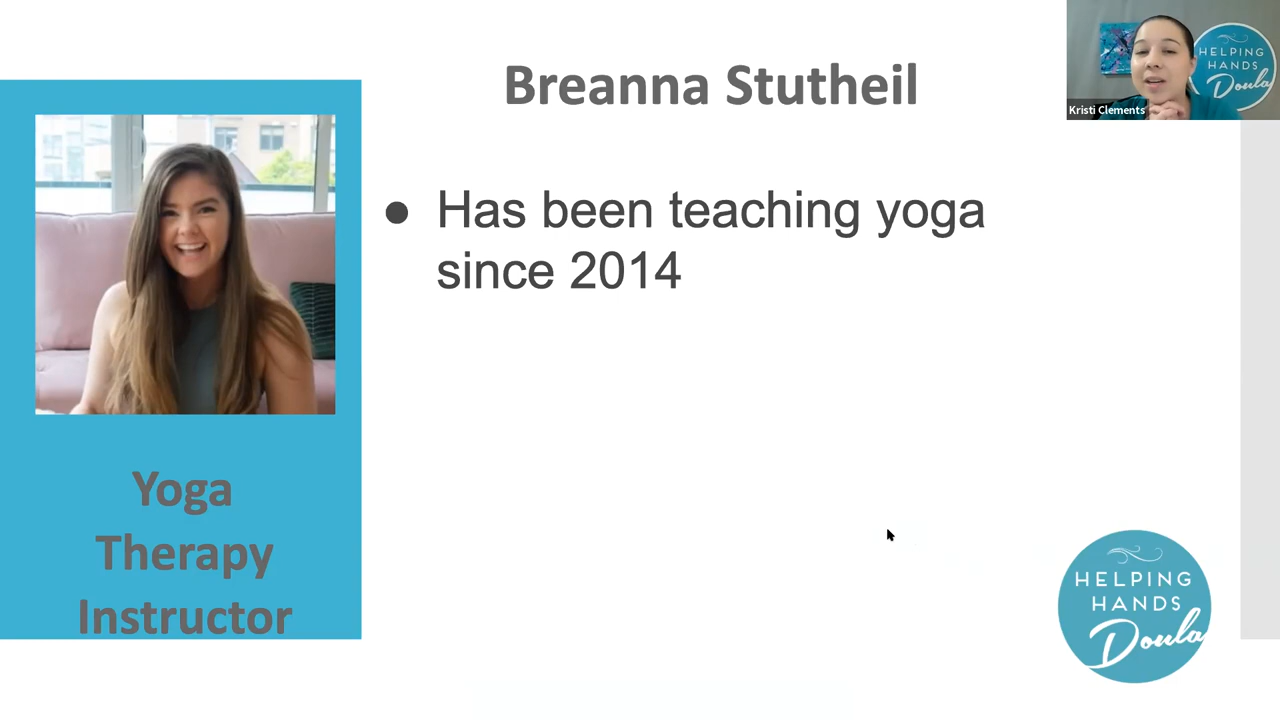 Breanna Stutheil
● Has been teaching yoga
since 2014
Yoga
Therapy
Instructor
HELPING
HANDS
Doula
Kristi Clements
HELPING
HANDS
Doula